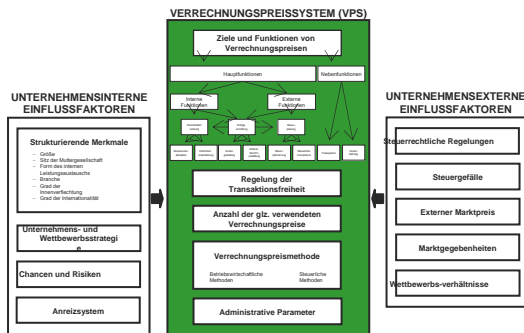 VERRECHNUNGSPREISSYSTEM (VPS)
Ziele und Funktionen von
Verrechnungspreisen
Hauptfunktionen
Nebenfunktionen
Interne
Funktionen
Externe
Funktionen
Regelung der
Transaktionsfreiheit
Anzahl der glz. verwendeten
Verrechnungspreise
Verrechnungspreismethode
Betriebswirtschaftliche
Methoden
Steuerliche
Methoden
Administrative Parameter
UNTERNEHMENSINTERNE
EINFLUSSFAKTOREN
Strukturierende Merkmale
– Größe
– Sitz der Muttergesellschaft
– Form des internen
Leistungsaustauschs
– Branche
– Grad der
Innenverflechtung
– Grad der Internationalität
Unternehmens- und
Wettbewerbsstrategi
e
Chancen und Risiken
Anreizsystem
UNTERNEHMENSEXTERNE
EINFLUSSFAKTOREN
Steuerrechtliche Regelungen
Steuergefälle
Externer Marktpreis
Marktgegebenheiten
Wettbewerbs-verhältnisse